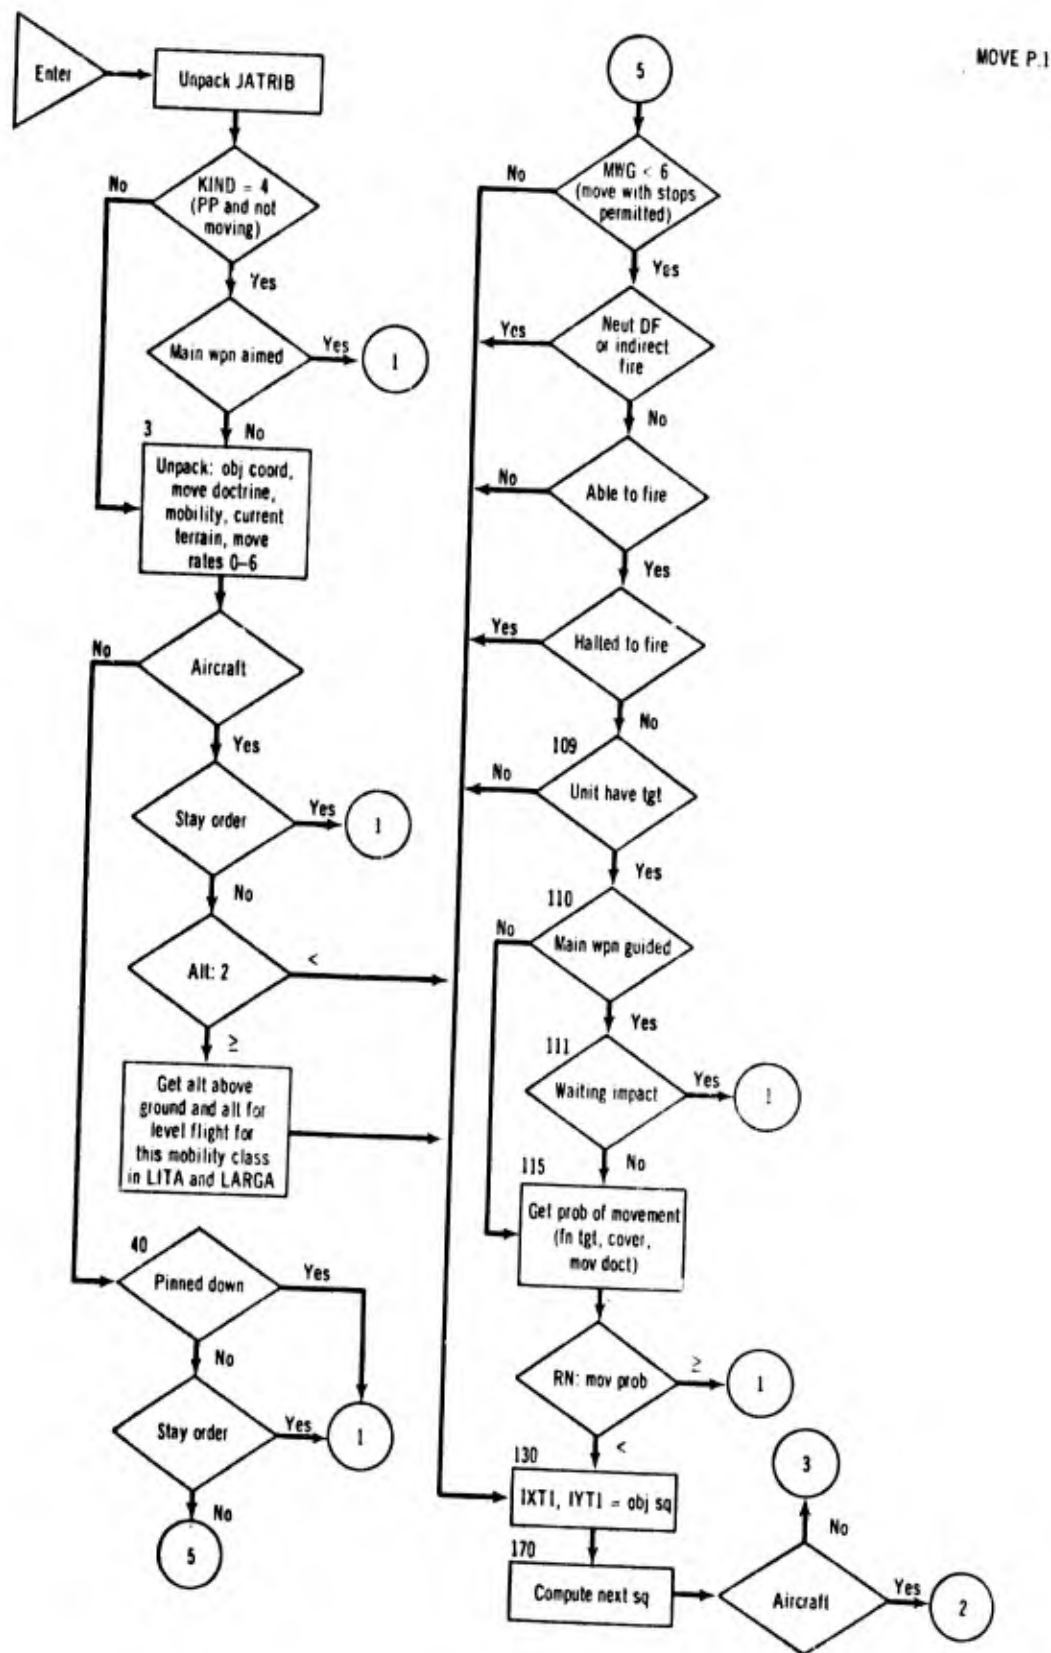 MOVE P.1
Enter
Unpack JATRIB
KIND = 4
(PP and not
moving)
No
Yes
Main wpn aimed
Yes
1
No
3
Unpack: obj coord,
move doctrine,
mobility, current
terrain, move
rates 0–6
Aircraft
No
Yes
Stay order
Yes
1
No
Alt: 2
<
≥
Get alt above
ground and alt for
level flight for
this mobility class
in LITA and LARGA
40
Pinned down
Yes
No
Stay order
Yes
1
No
5
5
MWG < 6
(move with stops
permitted)
No
Yes
Neut DF
or indirect
fire
Yes
No
Able to fire
No
Yes
Halted to fire
Yes
No
109
Unit have tgt
No
Yes
110
Main wpn guided
No
Yes
111
Waiting impact
Yes
1
No
115
Get prob of movement
(fn tgt, cover,
mov doct)
RN: mov prob
≥
1
<
130
IXT1, IYT1 = obj sq
170
Compute next sq
Aircraft
No
3
Yes
2